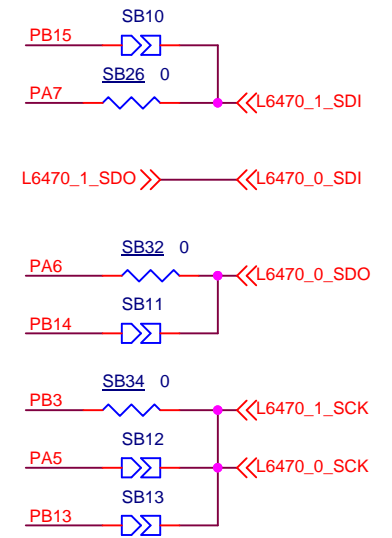 SB10
PB15
SB26 0
PA7
L6470_1_SDI
L6470_1_SDO
L6470_0_SDI
SB32 0
PA6
L6470_0_SDO
SB11
PB14
SB34 0
PB3
L6470_1_SCK
SB12
PA5
L6470_0_SCK
SB13
PB13